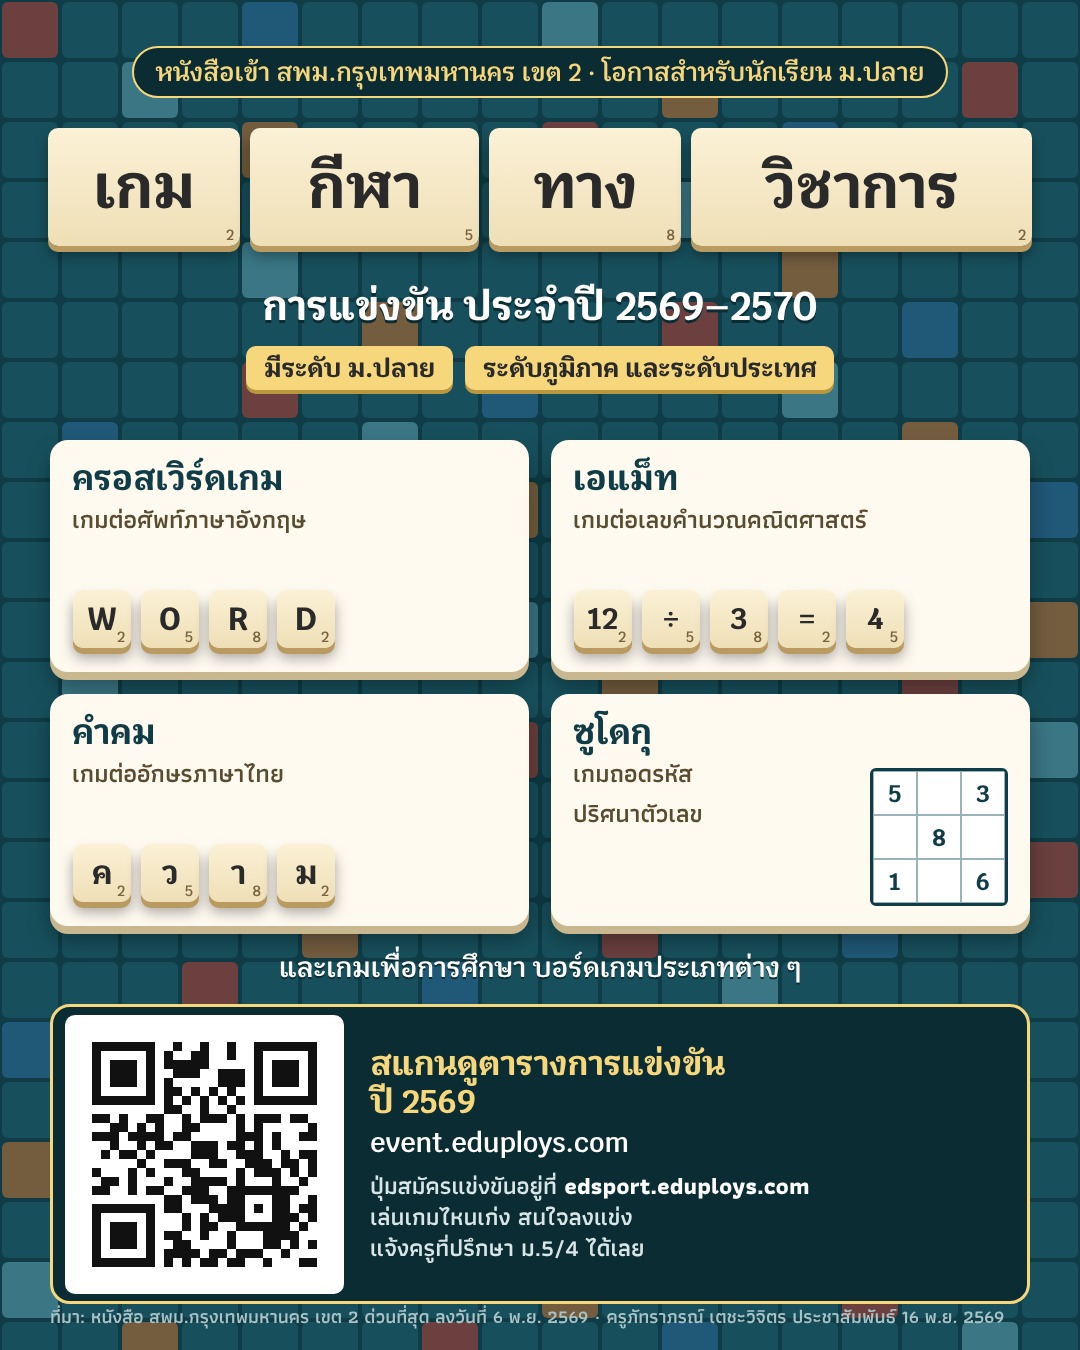 หนังสือเข้า สพม.กรุงเทพมหานคร เขต 2 · โอกาสสำหรับนักเรียน ม.ปลาย
เกม 2 กีฬา 5 ทาง 8 วิชาการ 2
การแข่งขัน ประจำปี 2569–2570
มีระดับ ม.ปลาย ระดับภูมิภาค และระดับประเทศ
ครอสเวิร์ดเกม
เกมต่อศัพท์ภาษาอังกฤษ
W 2 O 5 R 8 D 2
เอแม็ท
เกมต่อเลขคำนวณคณิตศาสตร์
12 2 ÷ 5 3 8 = 2 4 5
คำคม
เกมต่ออักษรภาษาไทย
ค 2 ว 5 า 8 ม 2
ซูโดกุ
เกมถอดรหัส
ปริศนาตัวเลข
5 3
8
1 6
และเกมเพื่อการศึกษา บอร์ดเกมประเภทต่าง ๆ
สแกนดูตารางการแข่งขัน
ปี 2569
event.eduploys.com
ปุ่มสมัครแข่งขันอยู่ที่ edsport.eduploys.com
เล่นเกมไหนเก่ง สนใจลงแข่ง
แจ้งครูที่ปรึกษา ม.5/4 ได้เลย
ที่มา: หนังสือ สพม.กรุงเทพมหานคร เขต 2 ด่วนที่สุด ลงวันที่ 6 พ.ย. 2569 · ครูภัทราภรณ์ เตชะวิจิตร ประชาสัมพันธ์ 16 พ.ย. 2569